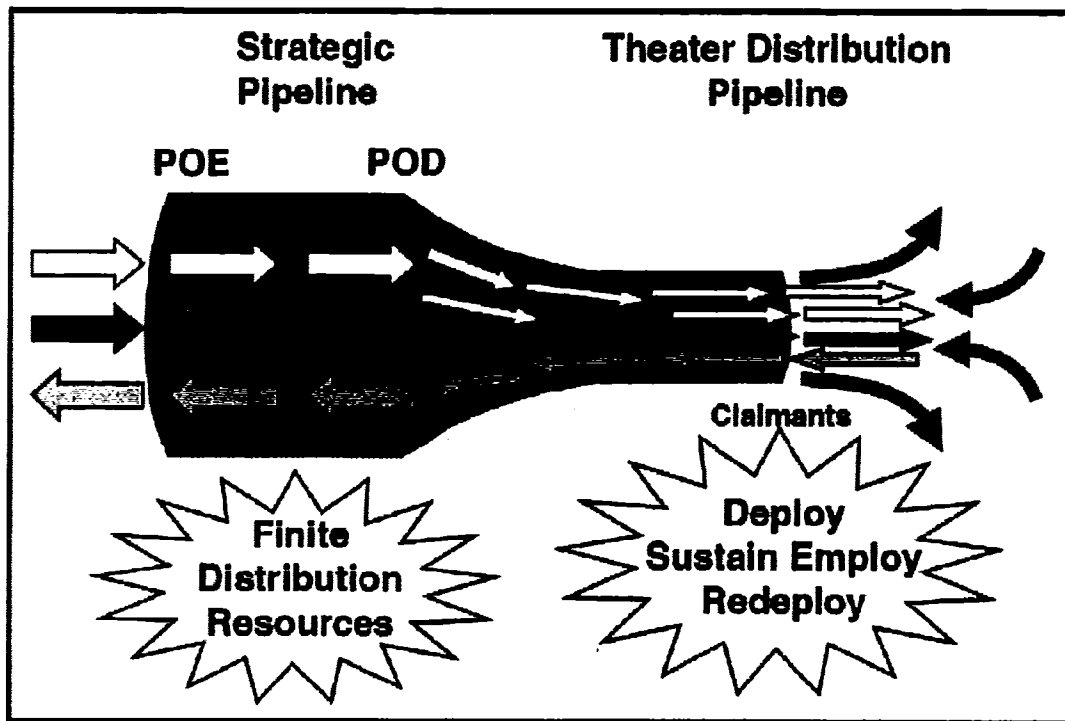 Strategic
Pipeline
Theater Distribution
Pipeline
POE
POD
Claimants
Finite
Distribution
Resources
Deploy
Sustain Employ
Redeploy